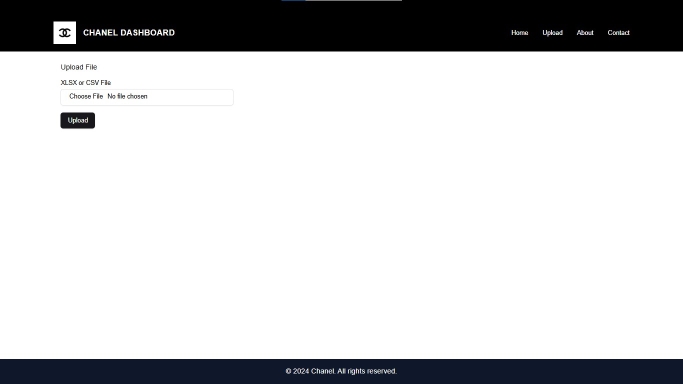 CHANEL DASHBOARD
Home Upload About Contact
Upload File
XLSX or CSV File
Choose File No file chosen
Upload
© 2024 Chanel. All rights reserved.